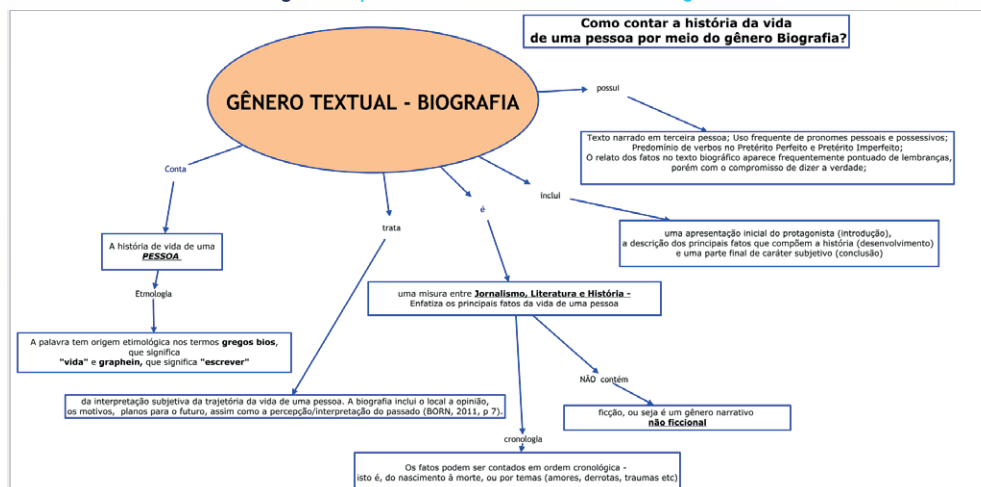 Como contar a história da vida
de uma pessoa por meio do gênero Biografia?
GÊNERO TEXTUAL - BIOGRAFIA
possui
Texto narrado em terceira pessoa; Uso frequente de pronomes pessoais e possessivos;
Predomínio de verbos no Pretérito Perfeito e Pretérito Imperfeito;
O relato dos fatos no texto biográfico aparece frequentemente pontuado de lembranças,
porém com o compromisso de dizer a verdade;
Conta
A história de vida de uma
PESSOA
Etmologia
A palavra tem origem etimológica nos termos gregos bios,
que significa
"vida" e graphein, que significa "escrever"
trata
da interpretação subjetiva da trajetória da vida de uma pessoa. A biografia inclui o local a opinião,
os motivos, planos para o futuro, assim como a percepção/interpretação do passado (BORN, 2011, p 7).
é
uma misura entre Jornalismo, Literatura e História -
Enfatiza os principais fatos da vida de uma pessoa
inclui
uma apresentação inicial do protagonista (introdução),
a descrição dos principais fatos que compõem a história (desenvolvimento)
e uma parte final de caráter subjetivo (conclusão)
NÃO contém
ficção, ou seja é um gênero narrativo
não ficcional
cronologia
Os fatos podem ser contados em ordem cronológica -
isto é, do nascimento à morte, ou por temas (amores, derrotas, traumas etc)